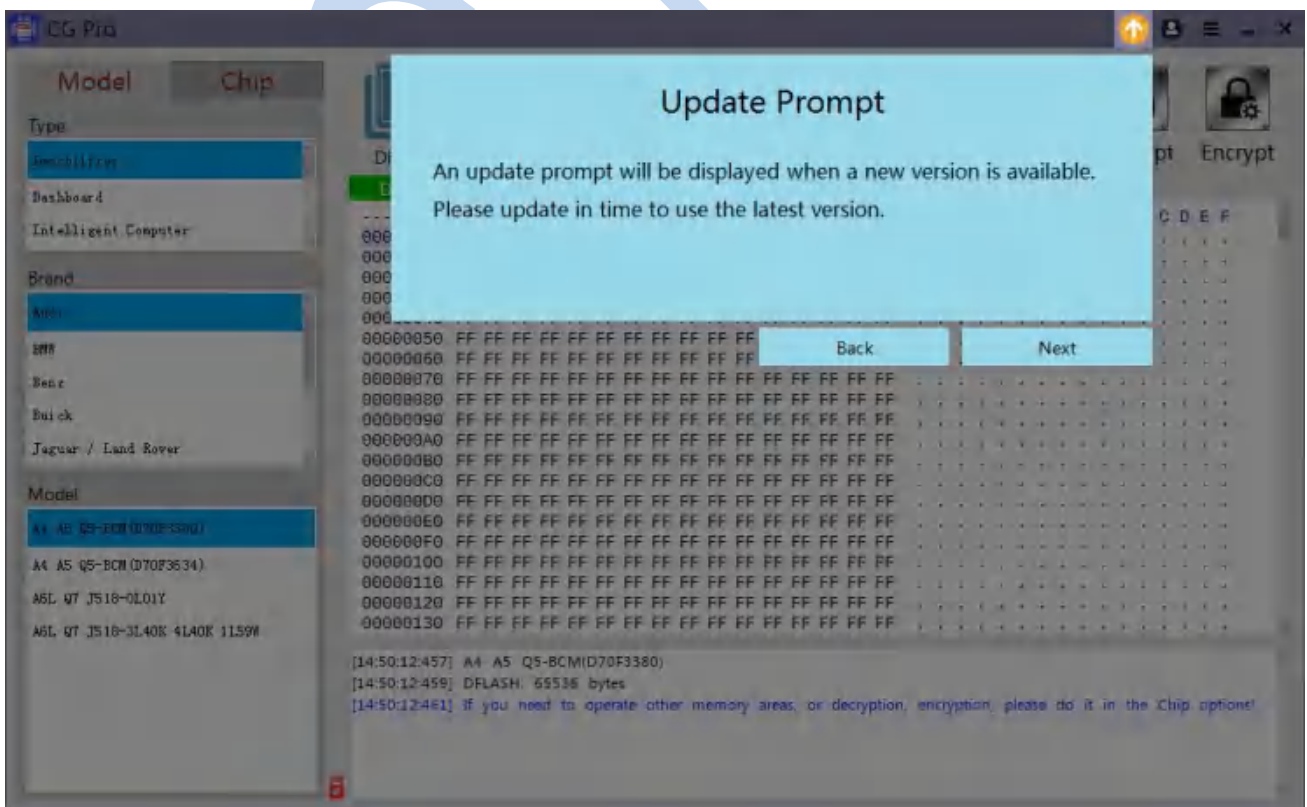 CG Pro
Model Chip
Type
Dashboard
Intelligent Computer
Brand
BMW
Benz
Buick
Jaguar / Land Rover
Model
A4 A5 Q5-BCM(D70F3380)
A4 A5 Q5-BCM(D70F3634)
A6L Q7 J518-0L01Y
A6L Q7 J518-3L40K 4L40K 1L59W
Update Prompt
An update prompt will be displayed when a new version is available.
Please update in time to use the latest version.
Back Next
Encrypt
C D E F
00000050 FF FF FF FF FF FF FF FF FF FF FF
00000060 FF FF FF FF FF FF FF FF FF FF FF
00000070 FF FF FF FF FF FF FF FF FF FF FF FF FF FF FF FF
00000080 FF FF FF FF FF FF FF FF FF FF FF FF FF FF FF FF
00000090 FF FF FF FF FF FF FF FF FF FF FF FF FF FF FF FF
000000A0 FF FF FF FF FF FF FF FF FF FF FF FF FF FF FF FF
000000B0 FF FF FF FF FF FF FF FF FF FF FF FF FF FF FF FF
000000C0 FF FF FF FF FF FF FF FF FF FF FF FF FF FF FF FF
000000D0 FF FF FF FF FF FF FF FF FF FF FF FF FF FF FF FF
000000E0 FF FF FF FF FF FF FF FF FF FF FF FF FF FF FF FF
000000F0 FF FF FF FF FF FF FF FF FF FF FF FF FF FF FF FF
00000100 FF FF FF FF FF FF FF FF FF FF FF FF FF FF FF FF
00000110 FF FF FF FF FF FF FF FF FF FF FF FF FF FF FF FF
00000120 FF FF FF FF FF FF FF FF FF FF FF FF FF FF FF FF
00000130 FF FF FF FF FF FF FF FF FF FF FF FF FF FF FF FF
[14:50:12:457] A4 A5 Q5-BCM(D70F3380)
[14:50:12:459] DFLASH: 65536 bytes
[14:50:12:461] If you need to operate other memory areas, or decryption, encryption, please do it in the Chip options!